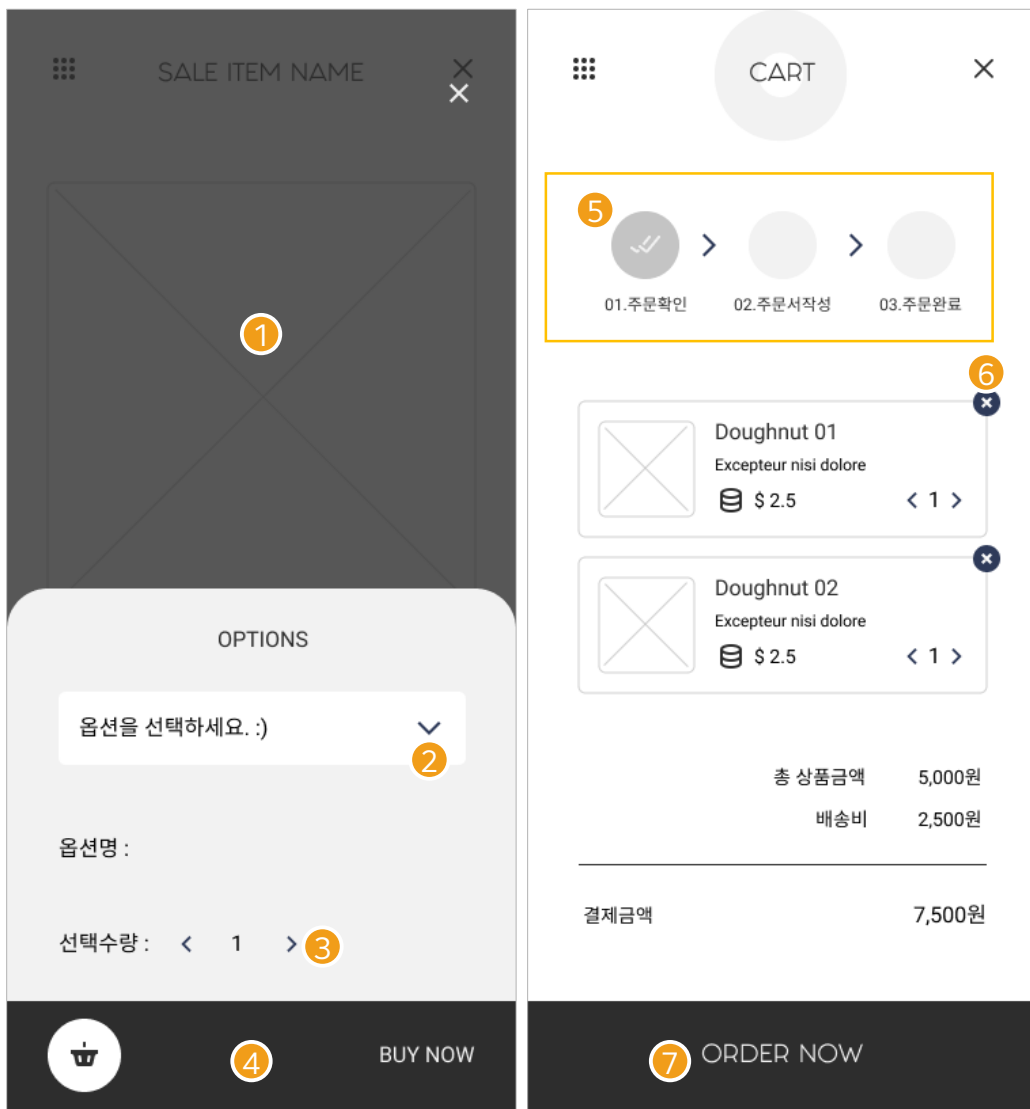 SALE ITEM NAME
1
OPTIONS
옵션을 선택하세요. :)
2
옵션명 :
선택수량 : < 1 > 3
4 BUY NOW
CART
5
01.주문확인 02.주문서작성 03.주문완료
6
Doughnut 01
Excepteur nisi dolore
$ 2.5 < 1 >
Doughnut 02
Excepteur nisi dolore
$ 2.5 < 1 >
총 상품금액 5,000원
배송비 2,500원
결제금액 7,500원
7 ORDER NOW